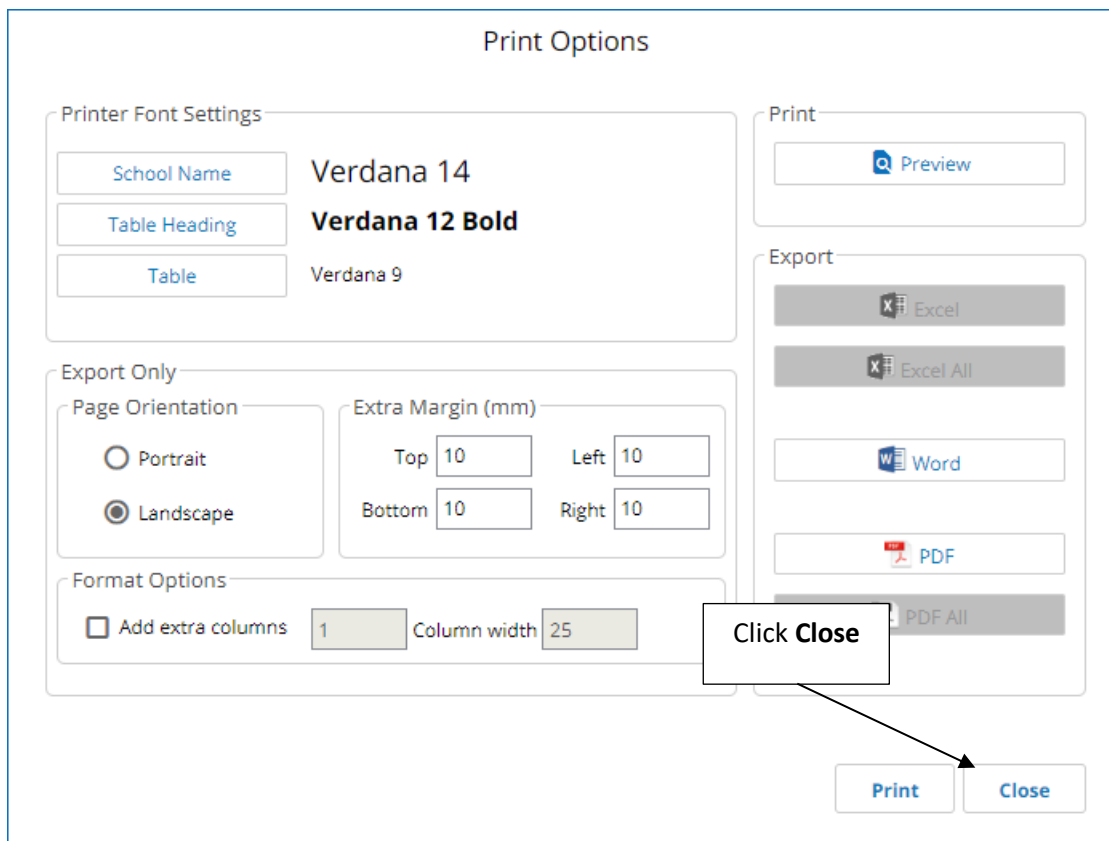 Print Options
Printer Font Settings
School Name
Verdana 14
Table Heading
Verdana 12 Bold
Table
Verdana 9
Print
Preview
Export
Excel
Excel All
Word
PDF
PDF All
Export Only
Page Orientation
Portrait
Landscape
Extra Margin (mm)
Top 10 Left 10
Bottom 10 Right 10
Format Options
Add extra columns 1 Column width 25
Click Close
Print
Close